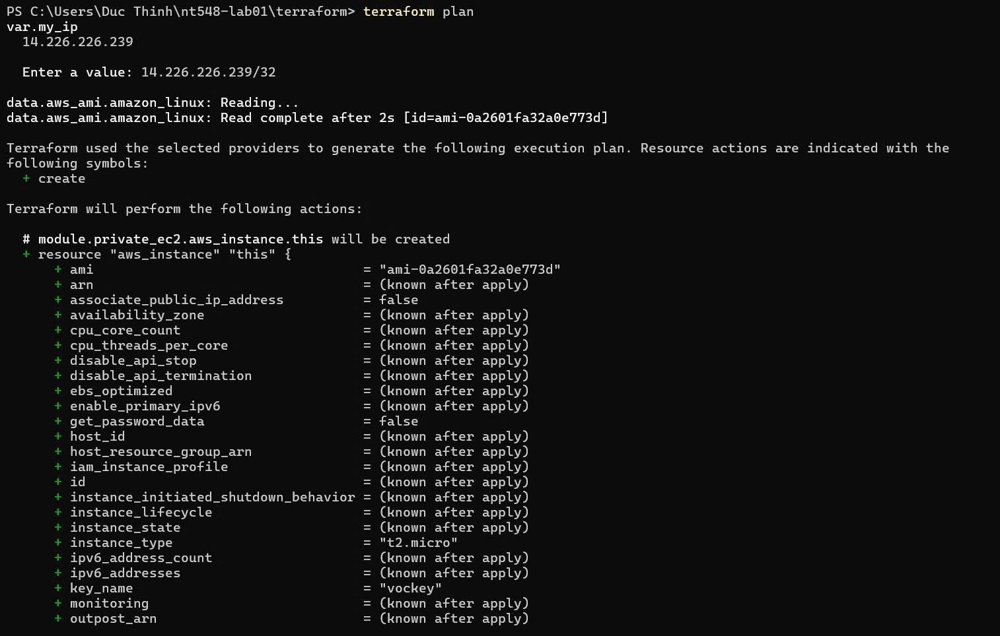 PS C:\Users\Duc Thinh\nt548-lab01\terraform> terraform plan
var.my_ip
  14.226.226.239
  Enter a value: 14.226.226.239/32
data.aws_ami.amazon_linux: Reading...
data.aws_ami.amazon_linux: Read complete after 2s [id=ami-0a2601fa32a0e773d]
Terraform used the selected providers to generate the following execution plan. Resource actions are indicated with the
following symbols:
  + create
Terraform will perform the following actions:
  # module.private_ec2.aws_instance.this will be created
  + resource "aws_instance" "this" {
      + ami                                  = "ami-0a2601fa32a0e773d"
      + arn                                  = (known after apply)
      + associate_public_ip_address          = false
      + availability_zone                    = (known after apply)
      + cpu_core_count                       = (known after apply)
      + cpu_threads_per_core                 = (known after apply)
      + disable_api_stop                     = (known after apply)
      + disable_api_termination              = (known after apply)
      + ebs_optimized                        = (known after apply)
      + enable_primary_ipv6                  = (known after apply)
      + get_password_data                    = false
      + host_id                              = (known after apply)
      + host_resource_group_arn              = (known after apply)
      + iam_instance_profile                 = (known after apply)
      + id                                   = (known after apply)
      + instance_initiated_shutdown_behavior = (known after apply)
      + instance_lifecycle                   = (known after apply)
      + instance_state                       = (known after apply)
      + instance_type                        = "t2.micro"
      + ipv6_address_count                   = (known after apply)
      + ipv6_addresses                       = (known after apply)
      + key_name                             = "vockey"
      + monitoring                           = (known after apply)
      + outpost_arn                          = (known after apply)